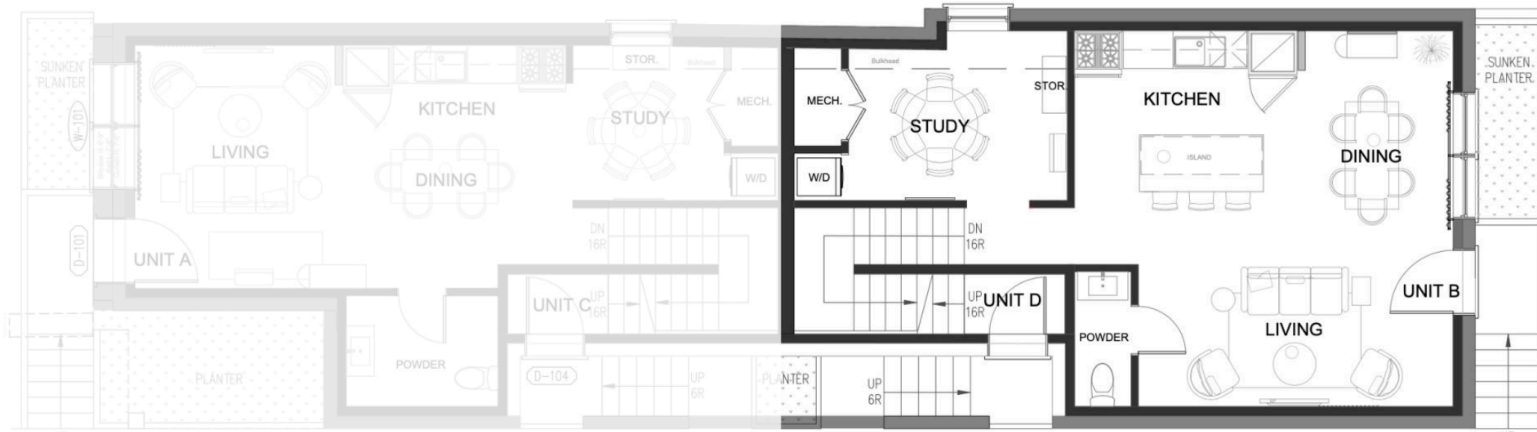 SUNKEN
PLANTER
W-101
D-101
LIVING
UNIT A
KITCHEN
DINING
STOR.
STUDY
Bulkhead
MECH.
W/D
DN
16R
UNIT C
UP
16R
PLANTER
POWDER
D-104
UP
6R
PLANTER
MECH.
W/D
Bulkhead
STUDY
STOR.
DN
16R
UP
16R
UNIT D
UP
6R
KITCHEN
ISLAND
DINING
POWDER
LIVING
UNIT B
SUNKEN
PLANTER